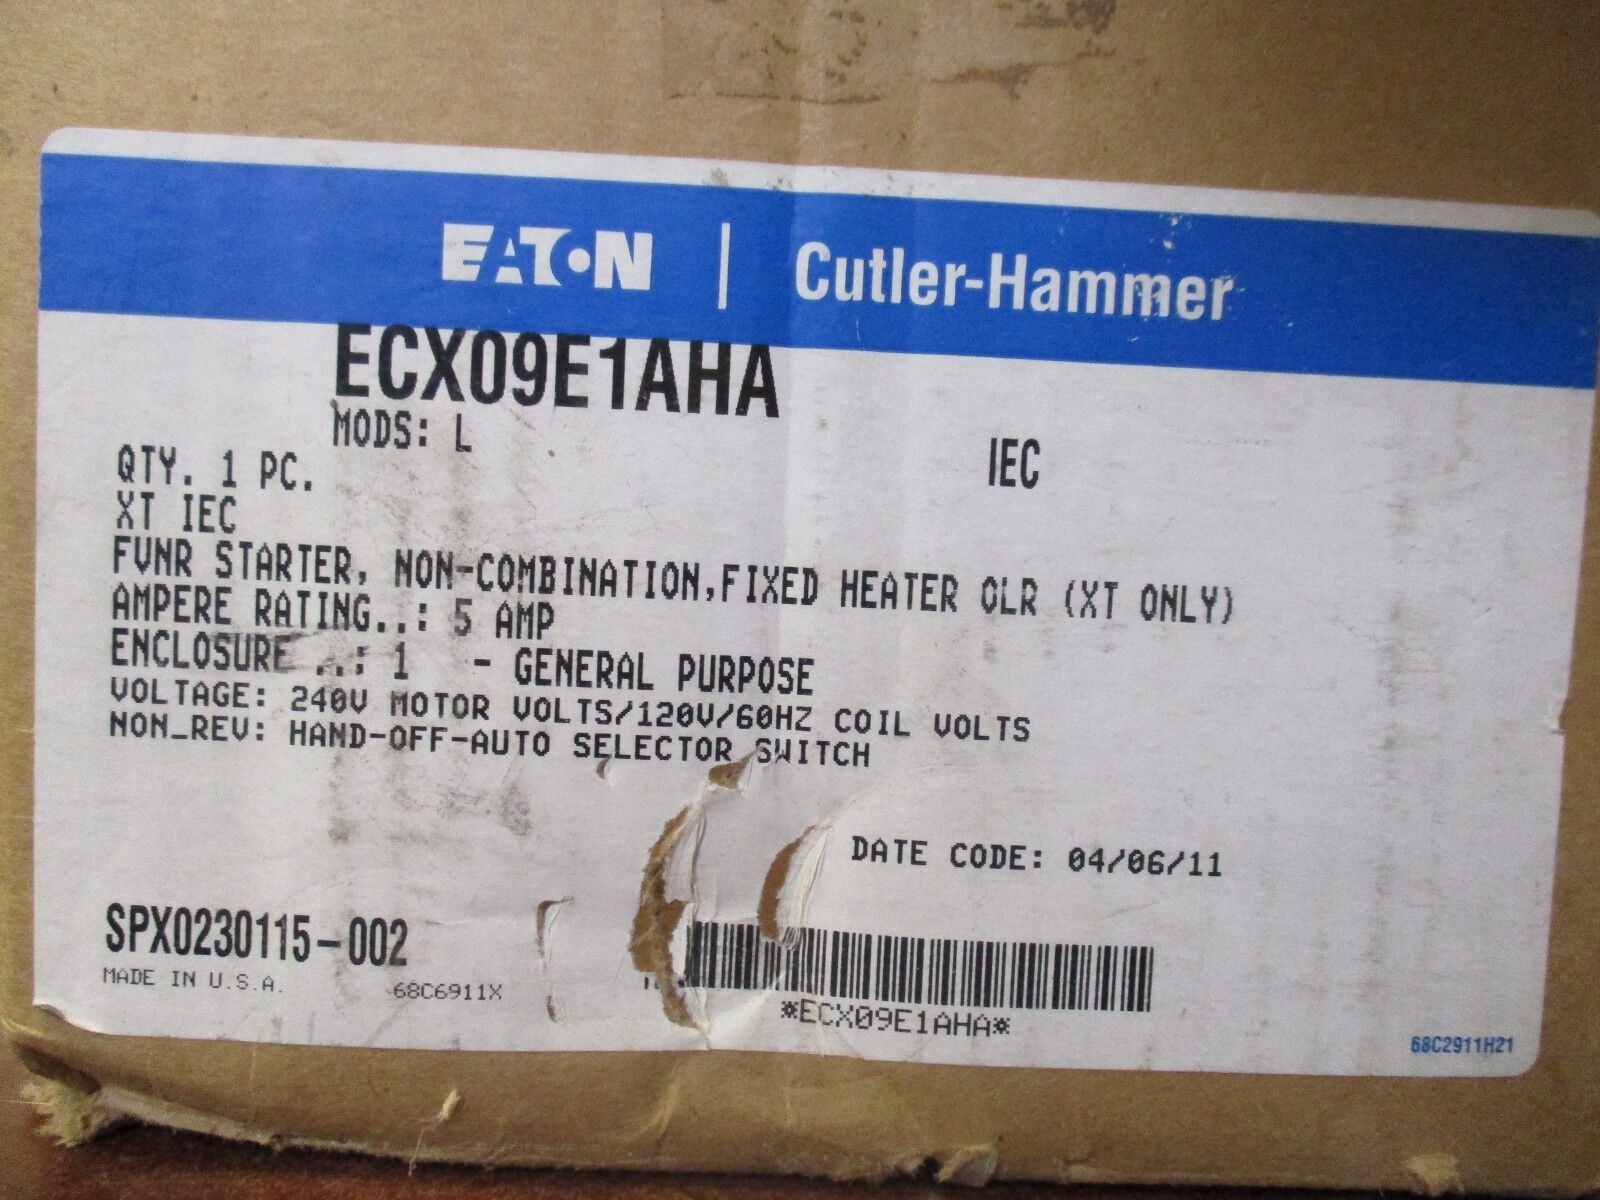 EATON | Cutler-Hammer
ECX09E1AHA
MODS: L
IEC
QTY. 1 PC.
XT IEC
FVNR STARTER, NON-COMBINATION,FIXED HEATER OLR (XT ONLY)
AMPERE RATING..: 5 AMP
ENCLOSURE ..: 1 - GENERAL PURPOSE
VOLTAGE: 240V MOTOR VOLTS/120V/60HZ COIL VOLTS
NON_REV: HAND-OFF-AUTO SELECTOR SWITCH
DATE CODE: 04/06/11
SPX0230115-002
MADE IN U.S.A.
68C6911X
*ECX09E1AHA*
68C2911H21